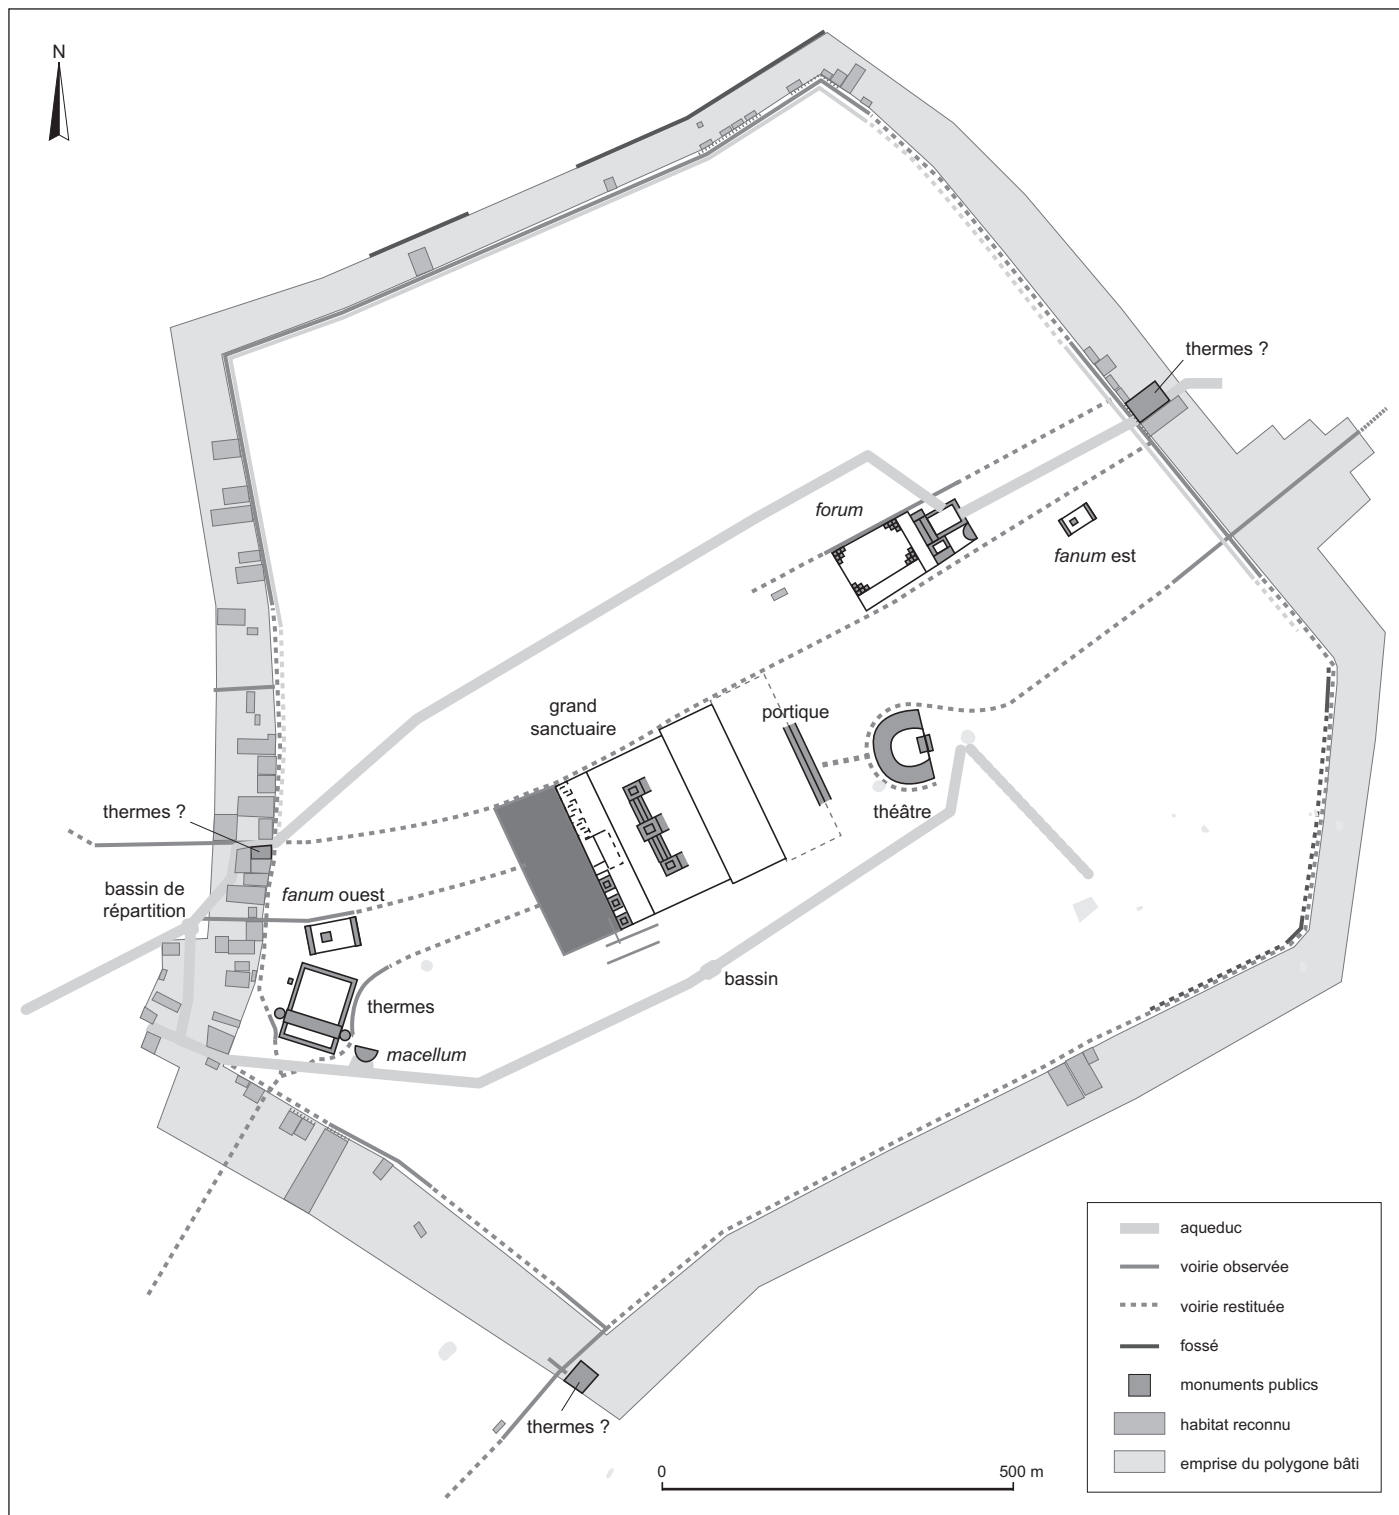 N
thermes ?
forum
fanum est
grand
sanctuaire
portique
théâtre
thermes ?
fanum ouest
bassin de
répartition
bassin
thermes
macellum
thermes ?
0
500 m
aqueduc
voirie observée
voirie restituée
fossé
monuments publics
habitat reconnu
emprise du polygone bâti